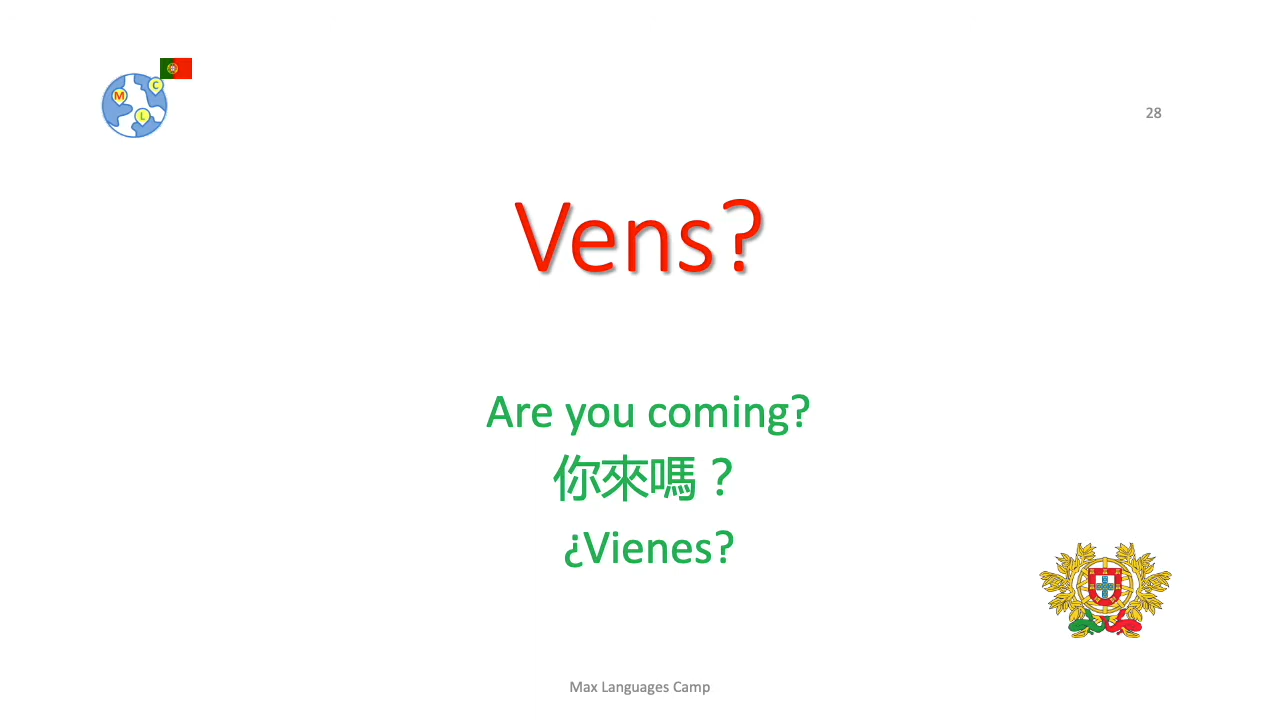 M
C
L
28
Vens?
Are you coming?
你來嗎？
¿Vienes?
Max Languages Camp